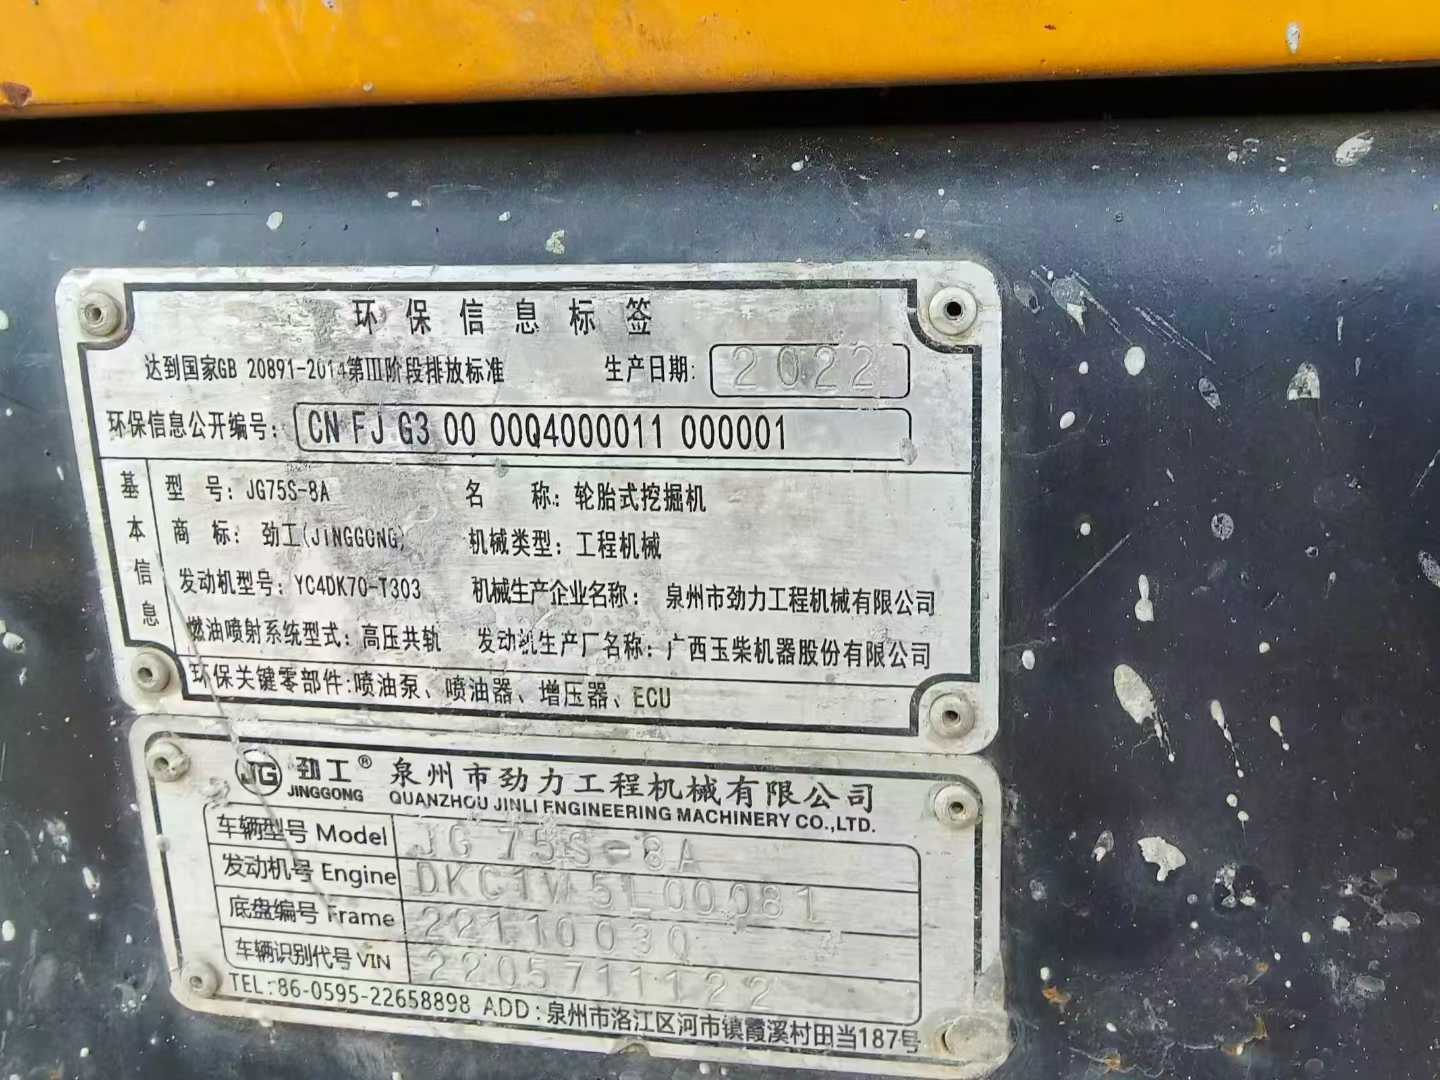 环保信息标签
达到国家GB 20891-2014第Ⅲ阶段排放标准 生产日期: 2022
环保信息公开编号: CN FJ G3 00 00Q4000011 000001
基本信息
型 号: JG75S-8A 名 称: 轮胎式挖掘机
商 标: 劲工(JINGGONG) 机械类型: 工程机械
发动机型号: YC4DK70-T303 机械生产企业名称: 泉州市劲力工程机械有限公司
燃油喷射系统型式: 高压共轨 发动机生产厂名称: 广西玉柴机器股份有限公司
环保关键零部件:喷油泵、喷油器、增压器、ECU
JG 劲工® 泉州市劲力工程机械有限公司
JINGGONG QUANZHOU JINLI ENGINEERING MACHINERY CO.,LTD.
车辆型号 Model JG 75S-8A
发动机号 Engine
底盘编号 Frame 22110030
车辆识别代号 VIN 2205711122
TEL:86-0595-22658898 ADD:泉州市洛江区河市镇霞溪村田当187号